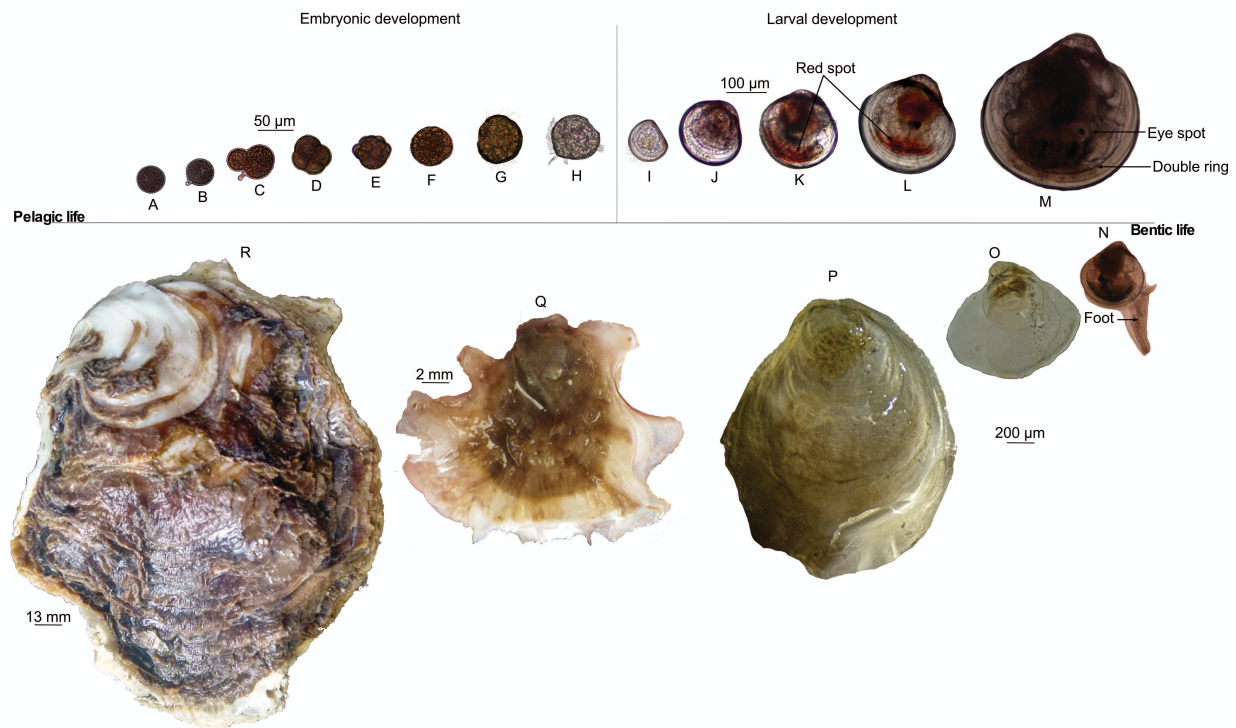 Embryonic development
Larval development
Red spot
100 µm
50 µm
Eye spot
Double ring
A
B
C
D
E
F
G
H
I
J
K
L
M
Pelagic life
Bentic life
R
Q
P
O
N
Foot
2 mm
200 µm
13 mm